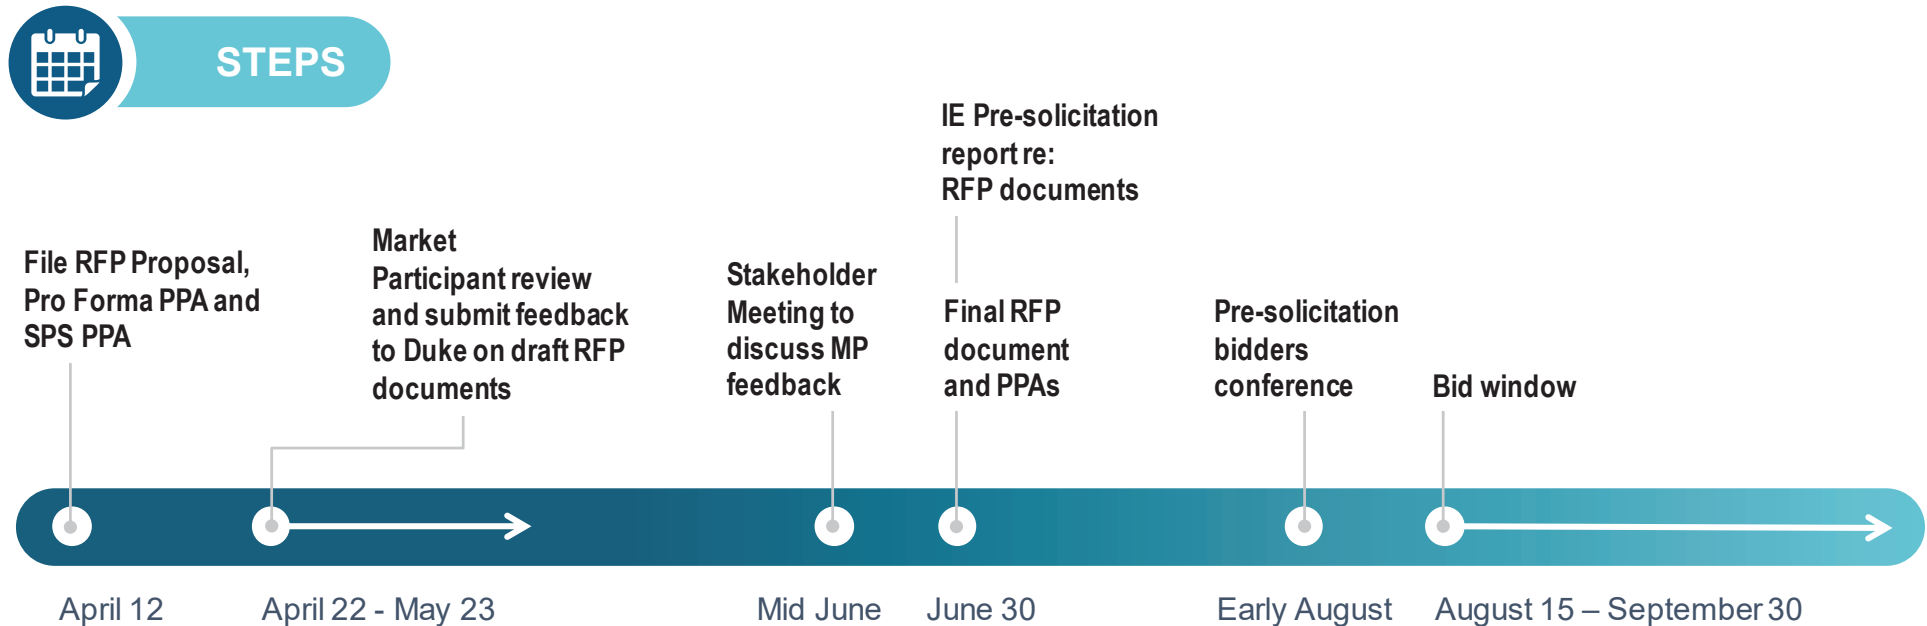 STEPS
File RFP Proposal,
Pro Forma PPA and
SPS PPA
Market
Participant review
and submit feedback
to Duke on draft RFP
documents
Stakeholder
Meeting to
discuss MP
feedback
IE Pre-solicitation
report re:
RFP documents
Final RFP
document
and PPAs
Pre-solicitation
bidders
conference
Bid window
April 12
April 22 - May 23
Mid June
June 30
Early August
August 15 – September 30